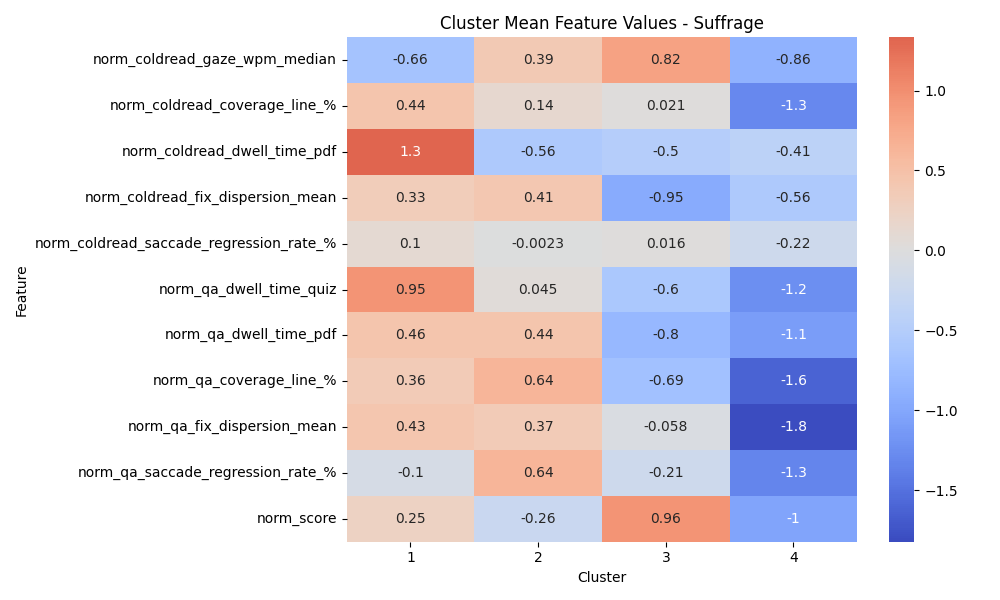 Cluster Mean Feature Values - Suffrage
norm_coldread_gaze_wpm_median -0.66 0.39 0.82 -0.86
norm_coldread_coverage_line_% 0.44 0.14 0.021 -1.3
norm_coldread_dwell_time_pdf 1.3 -0.56 -0.5 -0.41
norm_coldread_fix_dispersion_mean 0.33 0.41 -0.95 -0.56
norm_coldread_saccade_regression_rate_% 0.1 -0.0023 0.016 -0.22
norm_qa_dwell_time_quiz 0.95 0.045 -0.6 -1.2
norm_qa_dwell_time_pdf 0.46 0.44 -0.8 -1.1
norm_qa_coverage_line_% 0.36 0.64 -0.69 -1.6
norm_qa_fix_dispersion_mean 0.43 0.37 -0.058 -1.8
norm_qa_saccade_regression_rate_% -0.1 0.64 -0.21 -1.3
norm_score 0.25 -0.26 0.96 -1
1 2 3 4
Cluster
Feature
1.0
0.5
0.0
−0.5
−1.0
−1.5